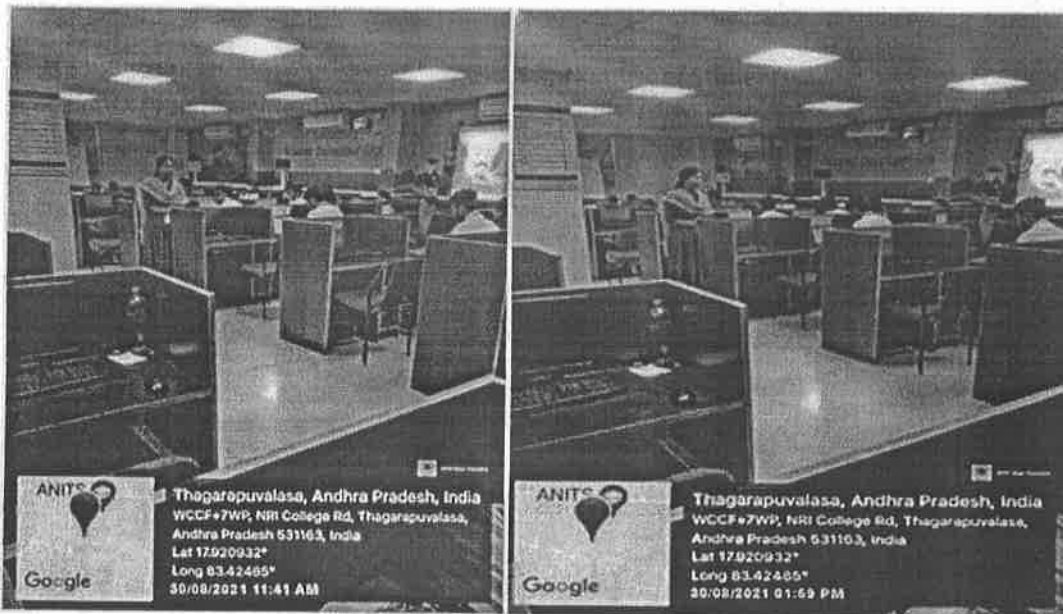 ANITS
Google
Thagarapuvalasa, Andhra Pradesh, India
WCCF+7WP, NRI College Rd, Thagarapuvalasa,
Andhra Pradesh 531163, India
Lat 17.920932°
Long 83.42465°
30/08/2021 11:41 AM
ANITS
Google
Thagarapuvalasa, Andhra Pradesh, India
WCCF+7WP, NRI College Rd, Thagarapuvalasa,
Andhra Pradesh 531163, India
Lat 17.920932°
Long 83.42465°
30/08/2021 01:59 PM